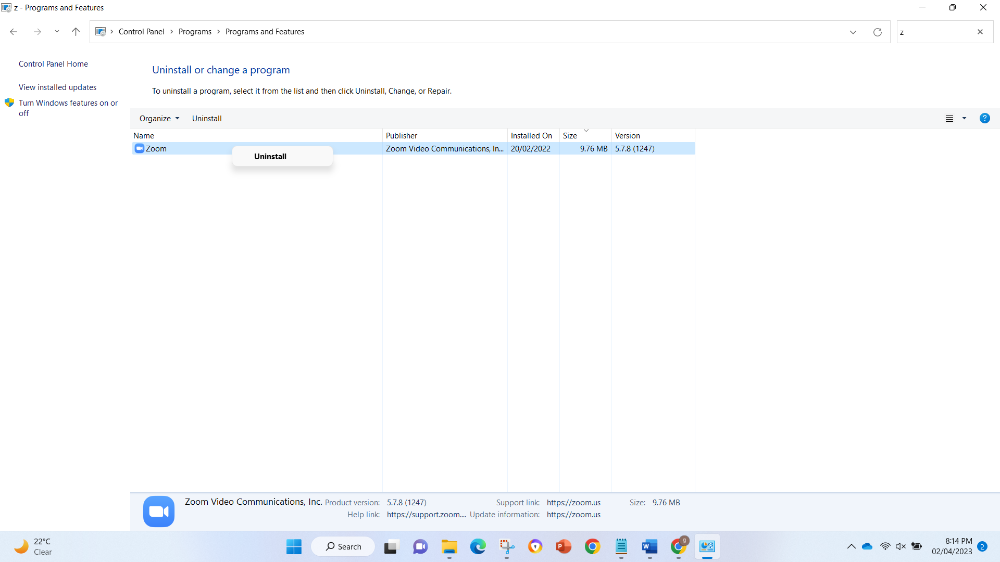 z - Programs and Features
Control Panel > Programs > Programs and Features
z
Control Panel Home
View installed updates
Turn Windows features on or
off
Uninstall or change a program
To uninstall a program, select it from the list and then click Uninstall, Change, or Repair.
Organize Uninstall
?
Name Publisher Installed On Size Version
Zoom Zoom Video Communications, In... 20/02/2022 9.76 MB 5.7.8 (1247)
Uninstall
Zoom Video Communications, Inc. Product version: 5.7.8 (1247) Support link: https://zoom.us Size: 9.76 MB
Help link: https://support.zoom.... Update information: https://zoom.us
22°C
Clear
Search
P
W
g
8:14 PM
02/04/2023
2